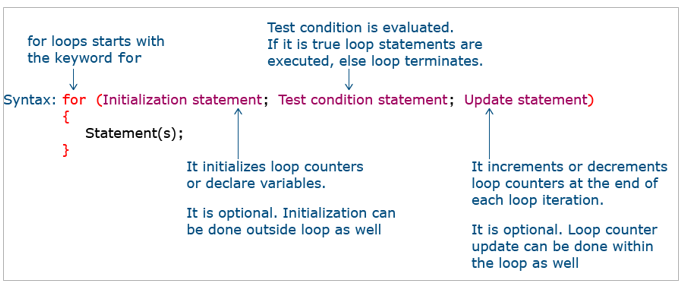 for loops starts with
the keyword for
Test condition is evaluated.
If it is true loop statements are
executed, else loop terminates.
Syntax: for (Initialization statement; Test condition statement; Update statement)
{
Statement(s);
}
It initializes loop counters
or declare variables.
It is optional. Initialization can
be done outside loop as well
It increments or decrements
loop counters at the end of
each loop iteration.
It is optional. Loop counter
update can be done within
the loop as well